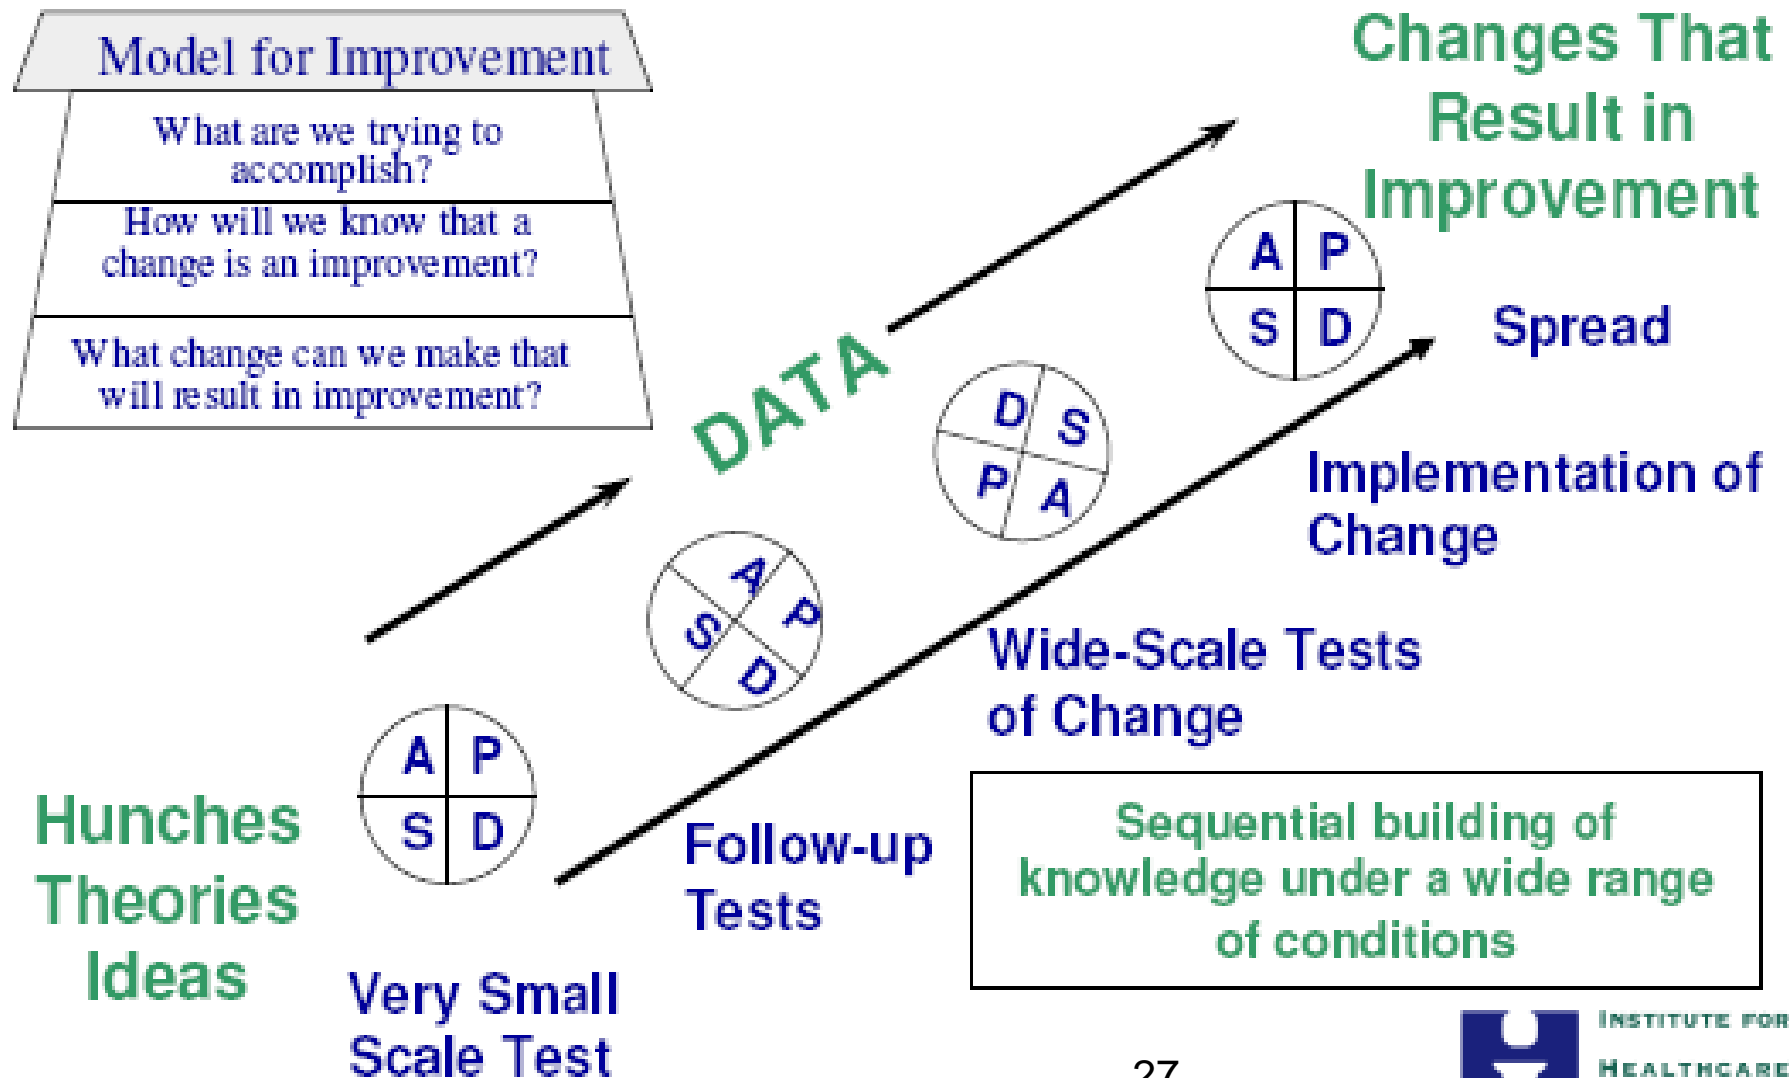 Model for Improvement
What are we trying to
accomplish?
How will we know that a
change is an improvement?
What change can we make that
will result in improvement?
Changes That
Result in
Improvement
DATA
A P
S D
Spread
D S
P A
Implementation of
Change
A
P
S
D
Wide-Scale Tests
of Change
A P
S D
Hunches
Theories
Ideas
Follow-up
Tests
Very Small
Scale Test
Sequential building of
knowledge under a wide range
of conditions
27
INSTITUTE FOR
HEALTHCARE